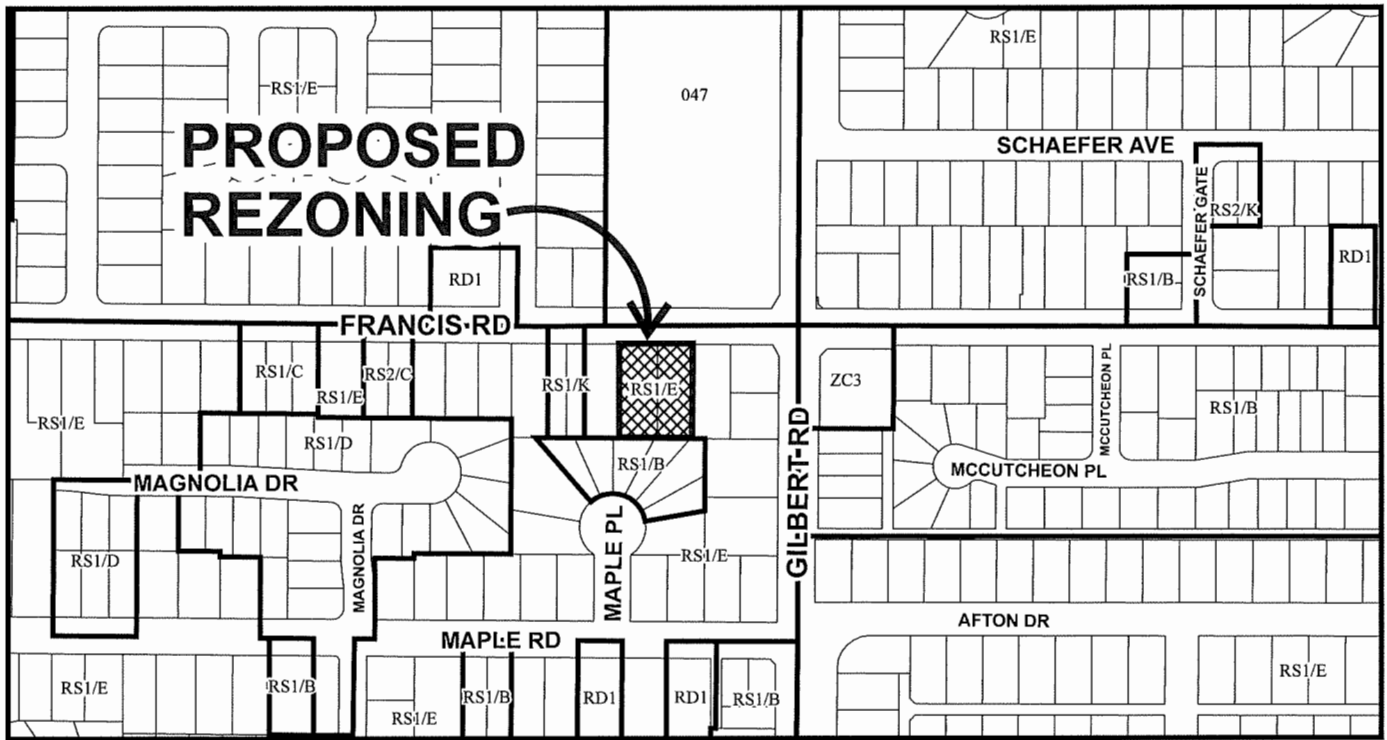 RS1/E
047
RS1/E
PROPOSED
REZONING
SCHAEFER AVE
SCHAEFER GATE
RS2/K
RD1
RS1/B
RD1
FRANCIS RD
RS1/C
RS1/E
RS2/C
RS1/K
RS1/E
ZC3
MCCUTCHEON PL
RS1/B
RS1/E
RS1/D
RS1/B
MAGNOLIA DR
MCCUTCHEON PL
GILBERT RD
RS1/D
MAGNOLIA DR
MAPLE PL
RS1/E
MAPLE RD
AFTON DR
RS1/E
RS1/B
RS1/E
RS1/B
RD1
RD1
RS1/B
RS1/E